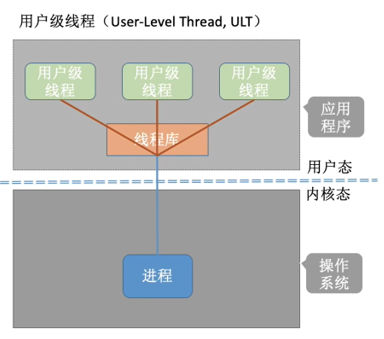 用户级线程（User-Level Thread, ULT）
用户级
线程
用户级
线程
用户级
线程
线程库
应用
程序
用户态
内核态
进程
操作
系统